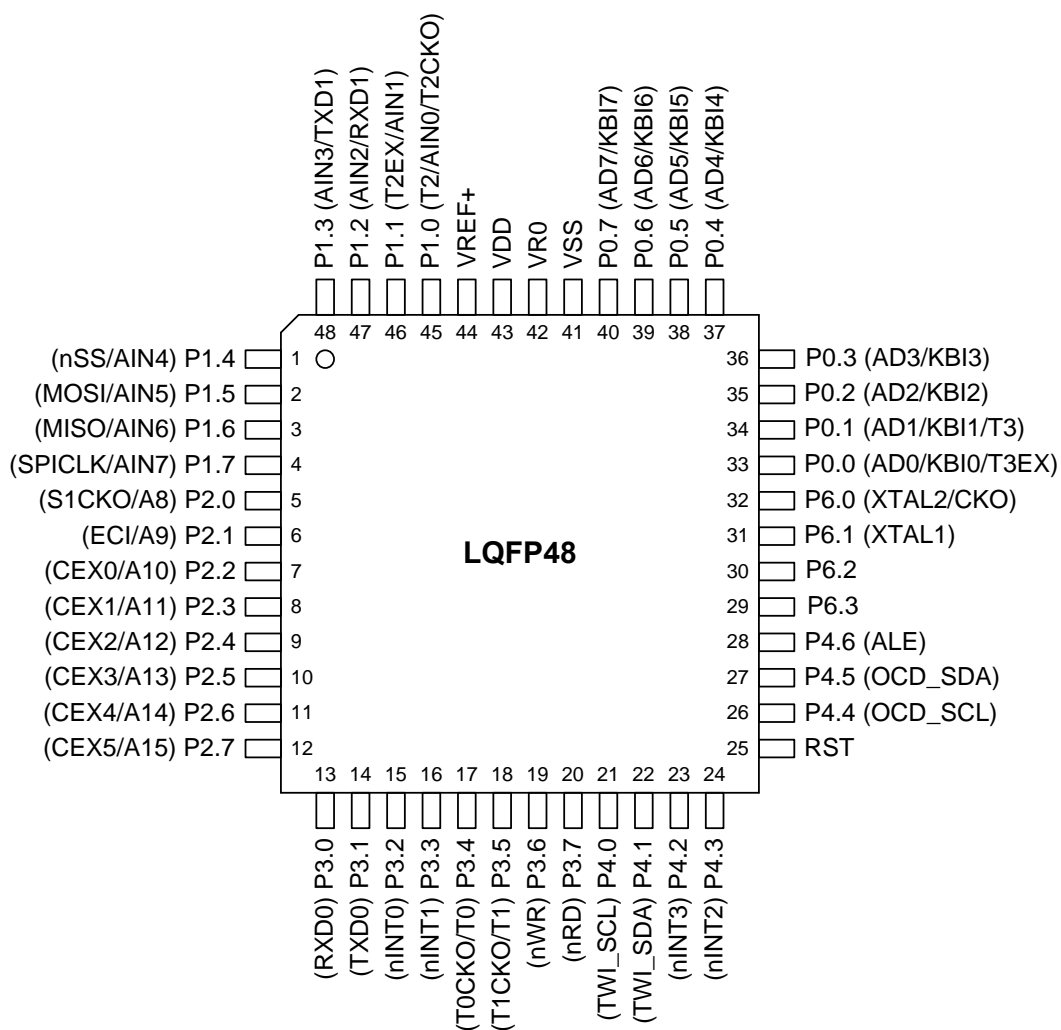 P1.3 (AIN3/TXD1)
P1.2 (AIN2/RXD1)
P1.1 (T2EX/AIN1)
P1.0 (T2/AIN0/T2CKO)
VREF+
VDD
VR0
VSS
P0.7 (AD7/KBI7)
P0.6 (AD6/KBI6)
P0.5 (AD5/KBI5)
P0.4 (AD4/KBI4)
48 47 46 45 44 43 42 41 40 39 38 37
(nSS/AIN4) P1.4 1
(MOSI/AIN5) P1.5 2
(MISO/AIN6) P1.6 3
(SPICLK/AIN7) P1.7 4
(S1CKO/A8) P2.0 5
(ECI/A9) P2.1 6
(CEX0/A10) P2.2 7
(CEX1/A11) P2.3 8
(CEX2/A12) P2.4 9
(CEX3/A13) P2.5 10
(CEX4/A14) P2.6 11
(CEX5/A15) P2.7 12
LQFP48
36 P0.3 (AD3/KBI3)
35 P0.2 (AD2/KBI2)
34 P0.1 (AD1/KBI1/T3)
33 P0.0 (AD0/KBI0/T3EX)
32 P6.0 (XTAL2/CKO)
31 P6.1 (XTAL1)
30 P6.2
29 P6.3
28 P4.6 (ALE)
27 P4.5 (OCD_SDA)
26 P4.4 (OCD_SCL)
25 RST
13 14 15 16 17 18 19 20 21 22 23 24
(RXD0) P3.0
(TXD0) P3.1
(nINT0) P3.2
(nINT1) P3.3
(T0CKO/T0) P3.4
(T1CKO/T1) P3.5
(nWR) P3.6
(nRD) P3.7
(TWI_SCL) P4.0
(TWI_SDA) P4.1
(nINT3) P4.2
(nINT2) P4.3